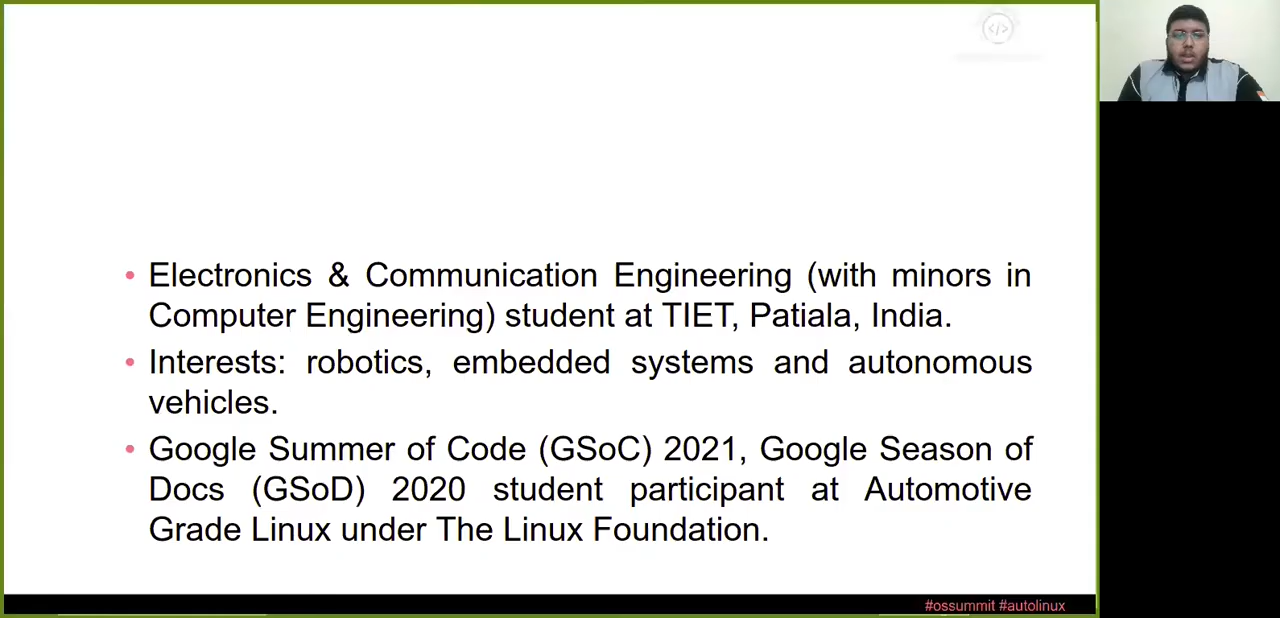 </>
• Electronics & Communication Engineering (with minors in
Computer Engineering) student at TIET, Patiala, India.
• Interests: robotics, embedded systems and autonomous
vehicles.
• Google Summer of Code (GSoC) 2021, Google Season of
Docs (GSoD) 2020 student participant at Automotive
Grade Linux under The Linux Foundation.
#ossummit #autolinux